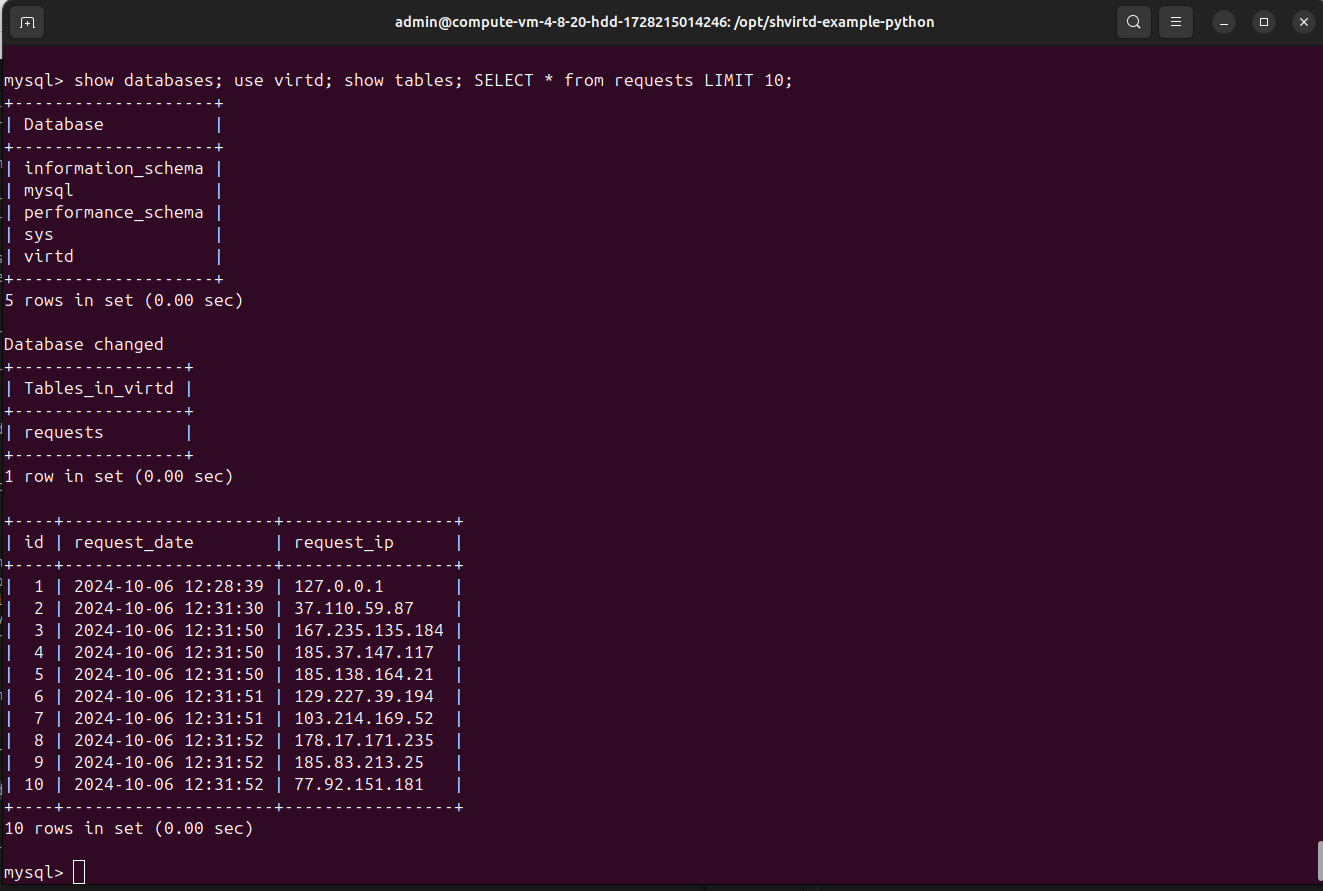 admin@compute-vm-4-8-20-hdd-1728215014246: /opt/shvirtd-example-python
mysql> show databases; use virtd; show tables; SELECT * from requests LIMIT 10;
+--------------------+
| Database           |
+--------------------+
| information_schema |
| mysql              |
| performance_schema |
| sys                |
| virtd              |
+--------------------+
5 rows in set (0.00 sec)
Database changed
+-----------------+
| Tables_in_virtd |
+-----------------+
| requests        |
+-----------------+
1 row in set (0.00 sec)
+----+---------------------+-----------------+
| id | request_date        | request_ip      |
+----+---------------------+-----------------+
|  1 | 2024-10-06 12:28:39 | 127.0.0.1       |
|  2 | 2024-10-06 12:31:30 | 37.110.59.87    |
|  3 | 2024-10-06 12:31:50 | 167.235.135.184 |
|  4 | 2024-10-06 12:31:50 | 185.37.147.117  |
|  5 | 2024-10-06 12:31:50 | 185.138.164.21  |
|  6 | 2024-10-06 12:31:51 | 129.227.39.194  |
|  7 | 2024-10-06 12:31:51 | 103.214.169.52  |
|  8 | 2024-10-06 12:31:52 | 178.17.171.235  |
|  9 | 2024-10-06 12:31:52 | 185.83.213.25   |
| 10 | 2024-10-06 12:31:52 | 77.92.151.181   |
+----+---------------------+-----------------+
10 rows in set (0.00 sec)
mysql>